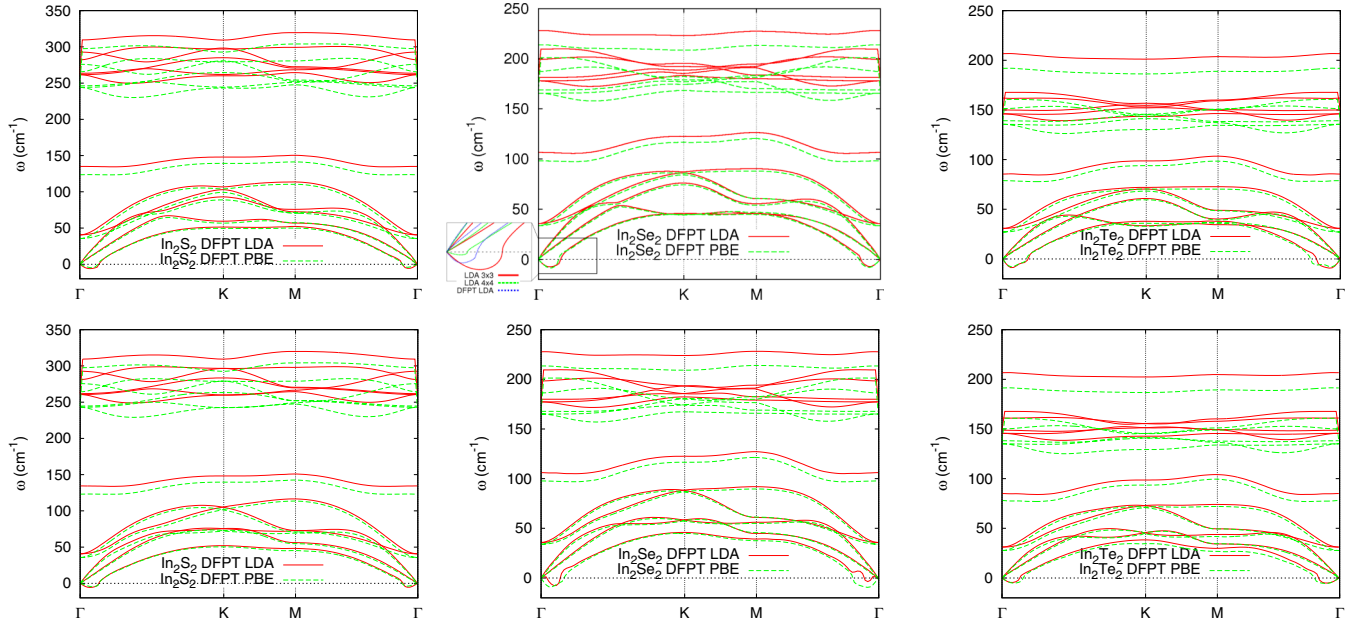 350
300
250
200
150
100
50
0
ω (cm-1)
In2S2 DFPT LDA
In2S2 DFPT PBE
Γ
K
M
Γ
250
200
150
100
50
0
ω (cm-1)
In2Se2 DFPT LDA
In2Se2 DFPT PBE
LDA 3x3
LDA 4x4
DFPT LDA
Γ
K
M
Γ
250
200
150
100
50
0
ω (cm-1)
In2Te2 DFPT LDA
In2Te2 DFPT PBE
Γ
K
M
Γ
350
300
250
200
150
100
50
0
ω (cm-1)
In2S2 DFPT LDA
In2S2 DFPT PBE
Γ
K
M
Γ
250
200
150
100
50
0
ω (cm-1)
In2Se2 DFPT LDA
In2Se2 DFPT PBE
Γ
K
M
Γ
250
200
150
100
50
0
ω (cm-1)
In2Te2 DFPT LDA
In2Te2 DFPT PBE
Γ
K
M
Γ